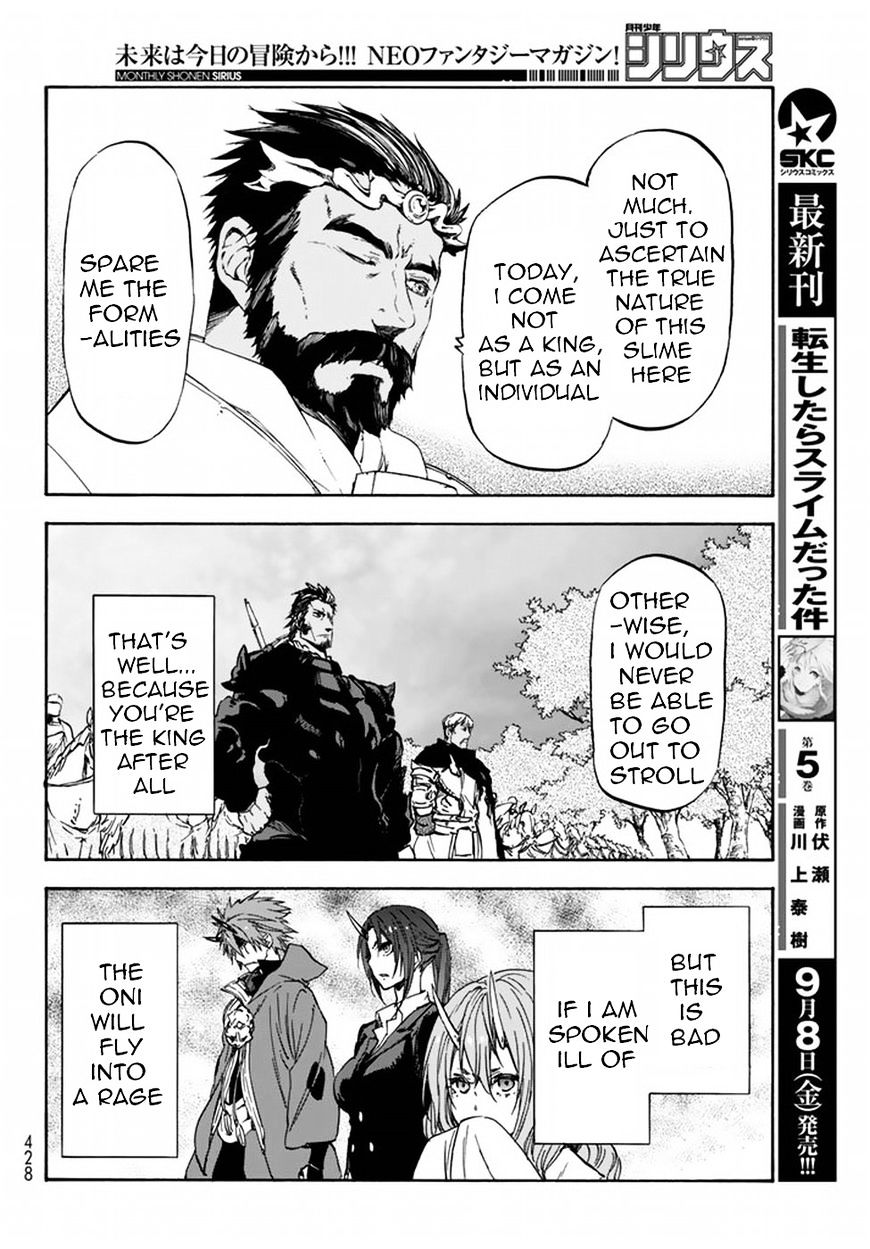 未来は今日の冒険から!!! NEOファンタジーマガジン!
月刊少年
シリウス
MONTHLY SHONEN SIRIUS
NOT
MUCH.
JUST TO
ASCERTAIN
THE TRUE
NATURE
OF THIS
SLIME
HERE
TODAY,
I COME
NOT
AS A KING,
BUT AS AN
INDIVIDUAL
SPARE
ME THE
FORM
-ALITIES
OTHER
-WISE,
I WOULD
NEVER
BE ABLE
TO GO
OUT TO
STROLL
THAT'S
WELL...
BECAUSE
YOU'RE
THE KING
AFTER
ALL
BUT
THIS
IS
BAD
IF I AM
SPOKEN
ILL OF
THE
ONI
WILL
FLY
INTO
A RAGE
SKC
シリウスコミックス
最新刊
転生したらスライムだった件
第5巻
原作 伏瀬
漫画 川上泰樹
9月8日(金)発売!!!
428